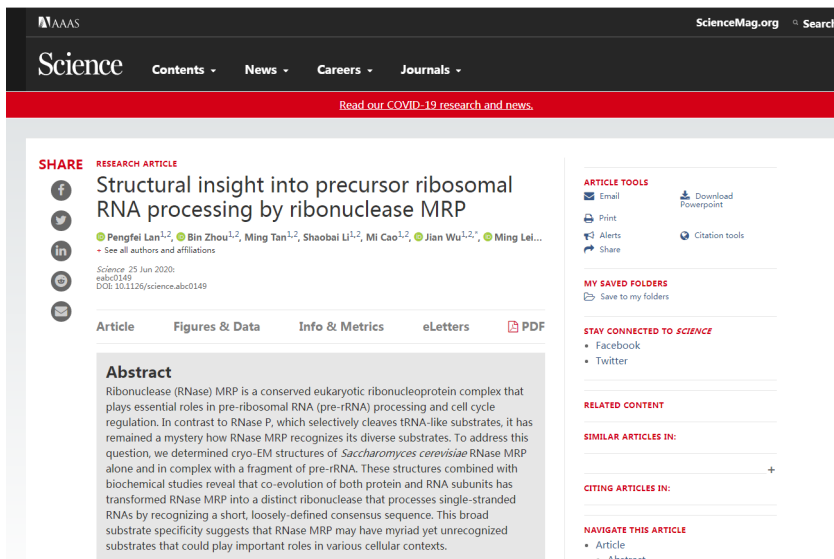 AAAS
ScienceMag.org Search
Science Contents News Careers Journals
Read our COVID-19 research and news.
SHARE
RESEARCH ARTICLE
Structural insight into precursor ribosomal
RNA processing by ribonuclease MRP
Pengfei Lan1,2, Bin Zhou1,2, Ming Tan1,2, Shaobai Li1,2, Mi Cao1,2, Jian Wu1,2,*, Ming Lei...
+ See all authors and affiliations
Science 25 Jun 2020:
eabc0149
DOI: 10.1126/science.abc0149
Article Figures & Data Info & Metrics eLetters PDF
Abstract
Ribonuclease (RNase) MRP is a conserved eukaryotic ribonucleoprotein complex that
plays essential roles in pre-ribosomal RNA (pre-rRNA) processing and cell cycle
regulation. In contrast to RNase P, which selectively cleaves tRNA-like substrates, it has
remained a mystery how RNase MRP recognizes its diverse substrates. To address this
question, we determined cryo-EM structures of Saccharomyces cerevisiae RNase MRP
alone and in complex with a fragment of pre-rRNA. These structures combined with
biochemical studies reveal that co-evolution of both protein and RNA subunits has
transformed RNase MRP into a distinct ribonuclease that processes single-stranded
RNAs by recognizing a short, loosely-defined consensus sequence. This broad
substrate specificity suggests that RNase MRP may have myriad yet unrecognized
substrates that could play important roles in various cellular contexts.
ARTICLE TOOLS
Email Download
Powerpoint
Print
Alerts Citation tools
Share
MY SAVED FOLDERS
Save to my folders
STAY CONNECTED TO SCIENCE
• Facebook
• Twitter
RELATED CONTENT
SIMILAR ARTICLES IN:
+
CITING ARTICLES IN:
NAVIGATE THIS ARTICLE
• Article
• Abstract